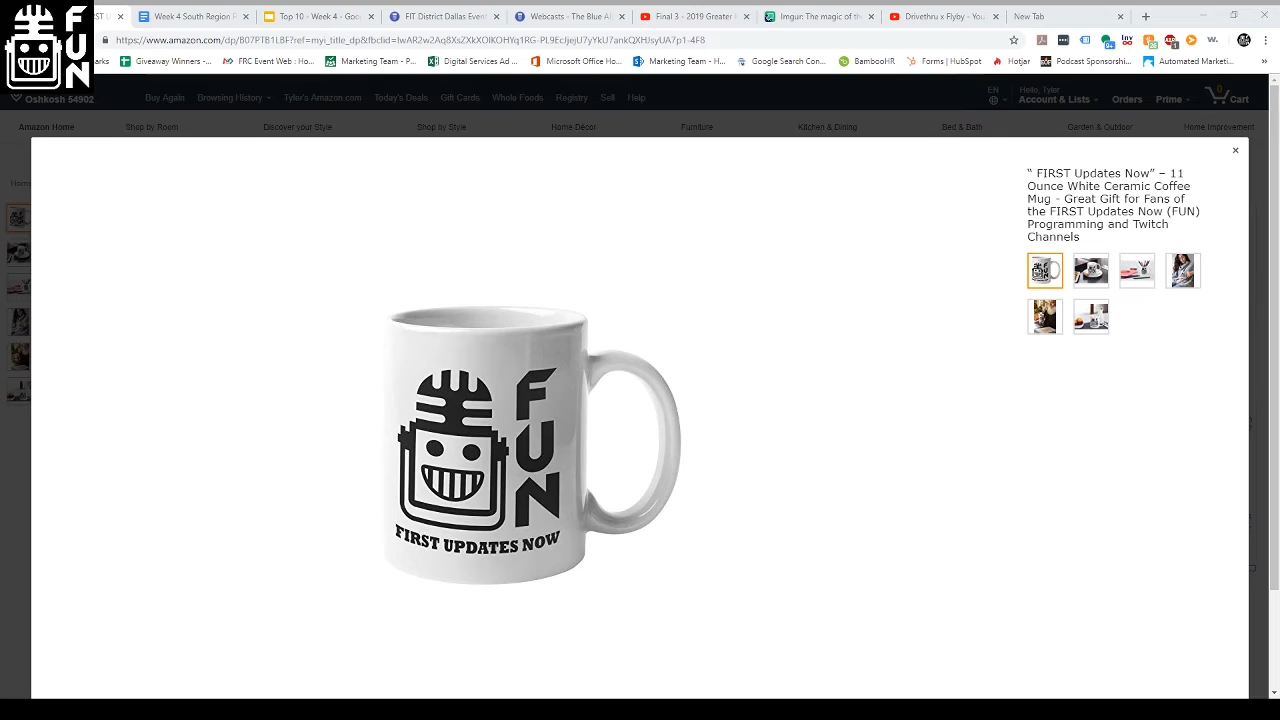 FUN
Week 4 South Region
Top 10 - Week - Goo
FIT District Dallas Event
Webcasts - The Blue Al
Final 3 - 2019 Greater
Imgur: The magic of th
Drivethru x Flyby - You
New Tab
https://www.amazon.com/dp/B07PTB1LBF?ref=myi_title_dp&fbclid=IwAR2w2Aq8XsZXkXOlKOHYq1RG-PL9EcJjejU7yYkU7ankQXHJsyUA7p1-4F8
Giveaway Winners -
FRC Event Web : Ho
Marketing Team - P
Digital Services Ad
Microsoft Office Ho
Marketing Team - H
Google Search Con
BambooHR
Forms | HubSpot
Hotjar
Podcast Sponsorship
Automated Marketi
Oshkosh 54902
Buy Again
Browsing History
Tyler's Amazon.com
Today's Deals
Gift Cards
Whole Foods
Registry
Sell
Help
EN
Hello, Tyler
Account & Lists
Orders
Prime
0
Cart
Amazon Home
Shop by Room
Discover your Style
Shop by Style
Home Décor
Furniture
Kitchen & Dining
Bed & Bath
Garden & Outdoor
Home Improvement
“ FIRST Updates Now” – 11
Ounce White Ceramic Coffee
Mug - Great Gift for Fans of
the FIRST Updates Now (FUN)
Programming and Twitch
Channels
FUN
FIRST UPDATES NOW